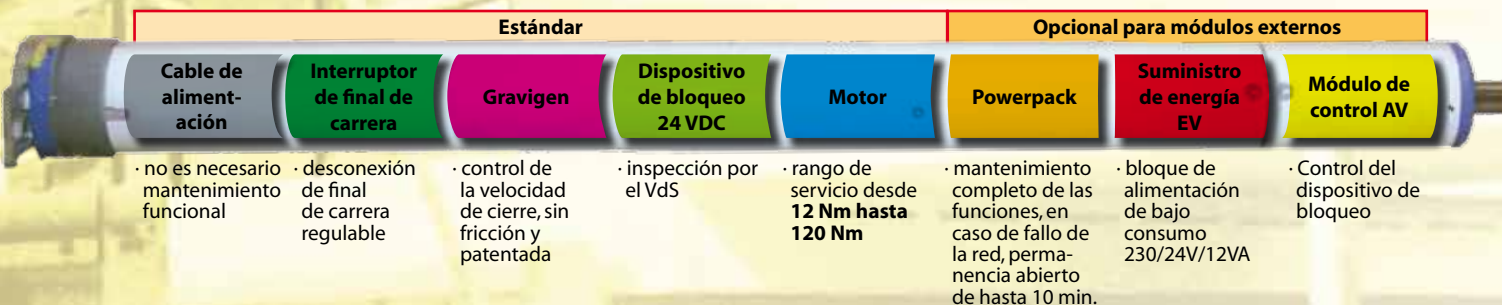 Estándar
Opcional para módulos externos
Cable de
aliment-
ación
Interruptor
de final de
carrera
Gravigen
Dispositivo
de bloqueo
24 VDC
Motor
Powerpack
Suministro
de energía
EV
Módulo de
control AV
· no es necesario
mantenimiento
funcional
· desconexión
de final
de carrera
regulable
· control de
la velocidad
de cierre, sin
fricción y
patentada
· inspección por
el VdS
· rango de
servicio desde
12 Nm hasta
120 Nm
· mantenimiento
completo de las
funciones, en
caso de fallo de
la red, perma-
nencia abierto
de hasta 10 min.
· bloque de
alimentación
de bajo
consumo
230/24V/12VA
· Control del
dispositivo de
bloqueo